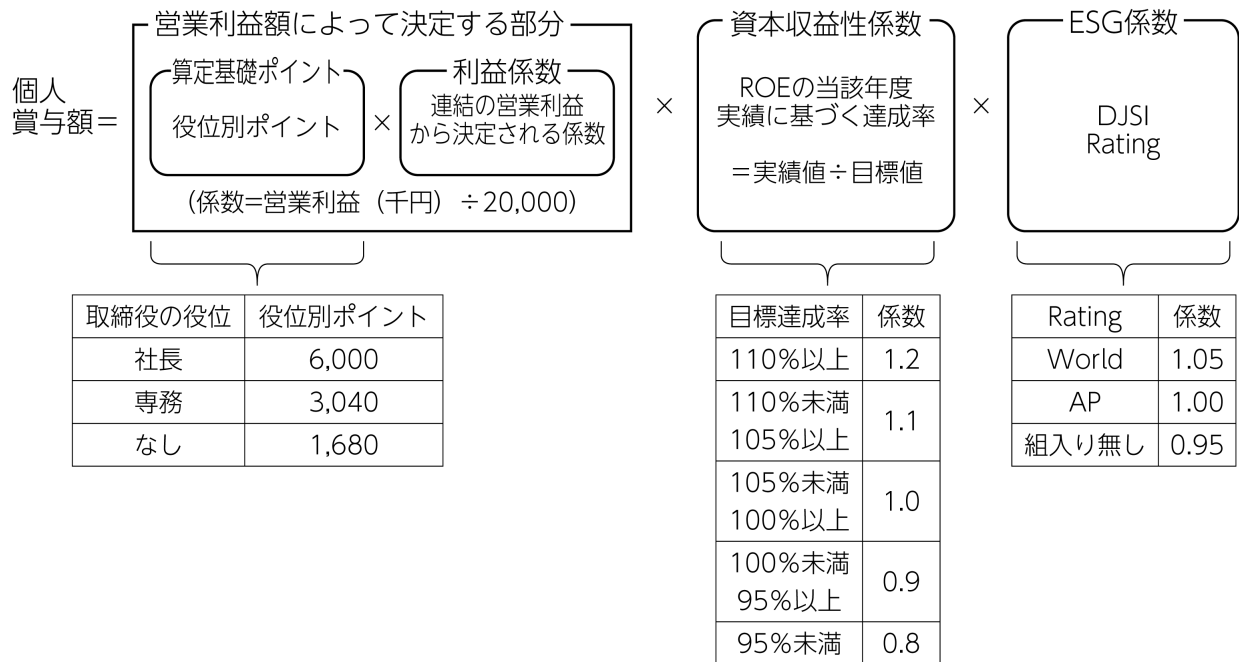 個人
賞与額＝
営業利益額によって決定する部分
算定基礎ポイント
役位別ポイント
×
利益係数
連結の営業利益
から決定される係数
（係数=営業利益（千円）÷20,000）
×
資本収益性係数
ROEの当該年度
実績に基づく達成率
＝実績値÷目標値
×
ESG係数
DJSI
Rating
取締役の役位 役位別ポイント
社長 6,000
専務 3,040
なし 1,680
目標達成率 係数
110%以上 1.2
110%未満
105%以上 1.1
105%未満
100%以上 1.0
100%未満
95%以上 0.9
95%未満 0.8
Rating 係数
World 1.05
AP 1.00
組入り無し 0.95